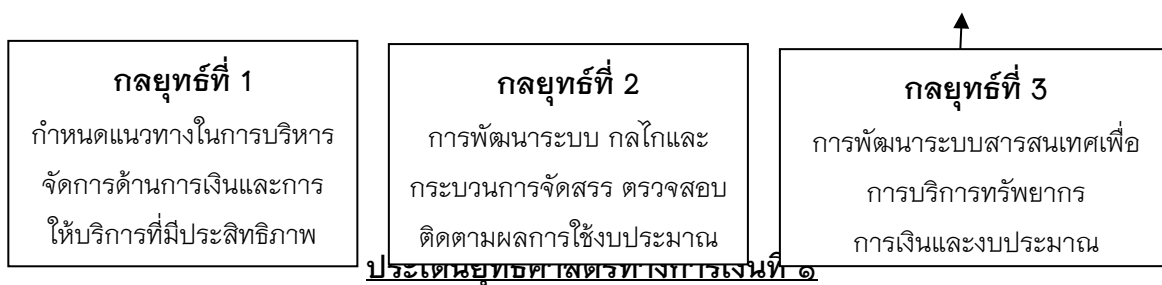 กลยุทธ์ที่ 1
กำหนดแนวทางในการบริหาร
จัดการด้านการเงินและการ
ให้บริการที่มีประสิทธิภาพ
กลยุทธ์ที่ 2
การพัฒนาระบบ กลไกและ
กระบวนการจัดสรร ตรวจสอบ
ติดตามผลการใช้งบประมาณ
กลยุทธ์ที่ 3
การพัฒนาระบบสารสนเทศเพื่อ
การบริการทรัพยากร
การเงินและงบประมาณ
ประเด็นยุทธศาสตร์ทางการเงินที่ ๑